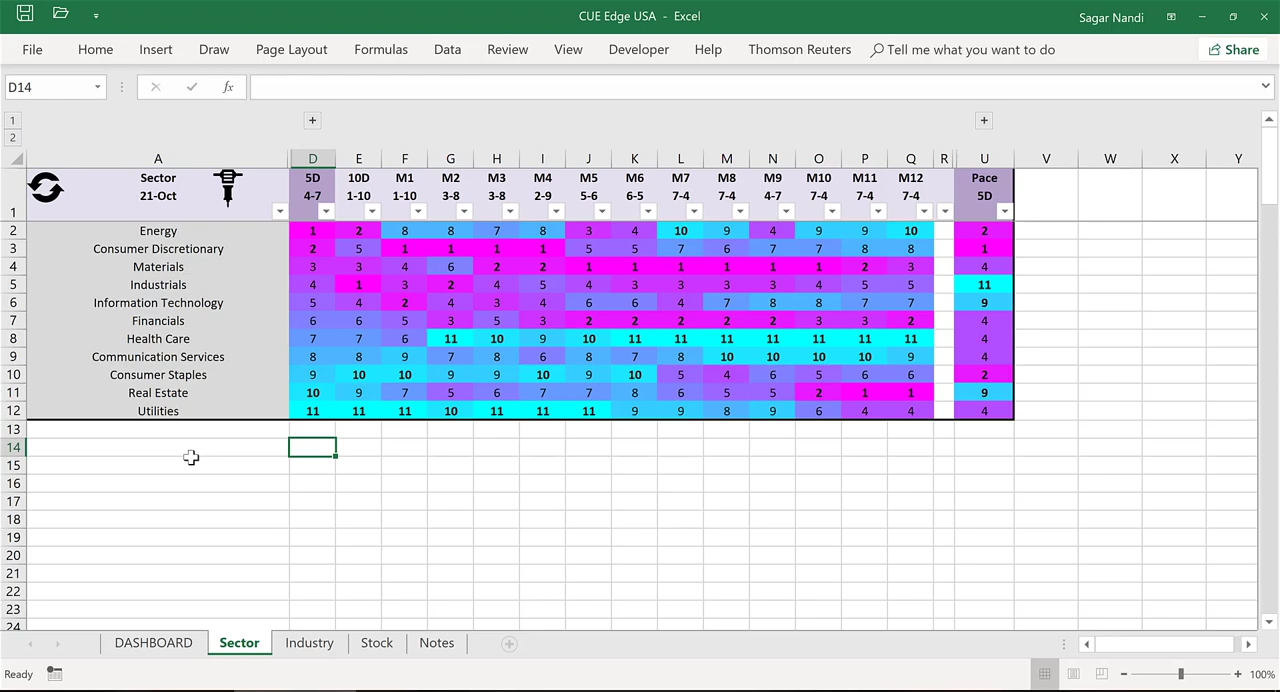 CUE Edge USA - Excel
Sagar Nandi
File Home Insert Draw Page Layout Formulas Data Review View Developer Help Thomson Reuters Tell me what you want to do Share
D14 fx
1
2
A D E F G H I J K L M N O P Q R U V W X Y
Sector 5D 10D M1 M2 M3 M4 M5 M6 M7 M8 M9 M10 M11 M12 Pace
1 21-Oct 4-7 1-10 1-10 3-8 3-8 2-9 5-6 6-5 7-4 7-4 4-7 7-4 7-4 7-4 5D
2 Energy 1 2 8 8 7 8 3 4 10 9 4 9 9 10 2
3 Consumer Discretionary 2 5 1 1 1 1 5 5 7 6 7 7 8 8 1
4 Materials 3 3 4 6 2 2 1 1 1 1 1 1 2 3 4
5 Industrials 4 1 3 2 4 5 4 3 3 3 3 4 5 5 11
6 Information Technology 5 4 2 4 3 4 6 6 4 7 8 8 7 7 9
7 Financials 6 6 5 3 5 3 2 2 2 2 2 3 3 2 4
8 Health Care 7 7 6 11 10 9 10 11 11 11 11 11 11 11 4
9 Communication Services 8 8 9 7 8 6 8 7 8 10 10 10 10 9 4
10 Consumer Staples 9 10 10 9 9 10 9 10 5 4 6 5 6 6 2
11 Real Estate 10 9 7 5 6 7 7 8 6 5 5 2 1 1 9
12 Utilities 11 11 11 10 11 11 11 9 9 8 9 6 4 4 4
13
14
15
16
17
18
19
20
21
22
23
24
DASHBOARD Sector Industry Stock Notes
Ready 100%